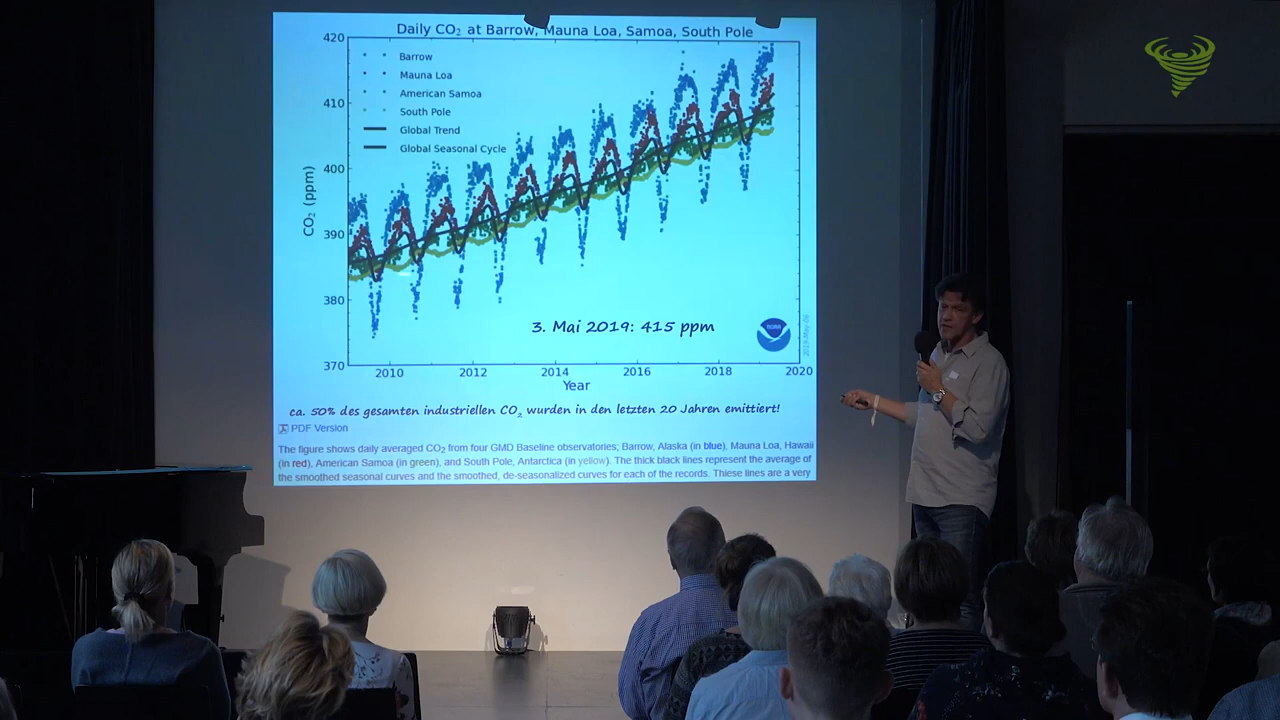 Daily CO₂ at Barrow, Mauna Loa, Samoa, South Pole
420
410
400
390
380
370
CO₂ (ppm)
Barrow
Mauna Loa
American Samoa
South Pole
Global Trend
Global Seasonal Cycle
3. Mai 2019: 415 ppm
NOAA
2019-May-06
2010 2012 2014 2016 2018 2020
Year
ca. 50% des gesamten industriellen CO₂ wurden in den letzten 20 Jahren emittiert!
PDF Version
The figure shows daily averaged CO₂ from four GMD Baseline observatories; Barrow, Alaska (in blue), Mauna Loa, Hawaii
(in red), American Samoa (in green), and South Pole, Antarctica (in yellow). The thick black lines represent the average of
the smoothed seasonal curves and the smoothed, de-seasonalized curves for each of the records. Thiese lines are a very